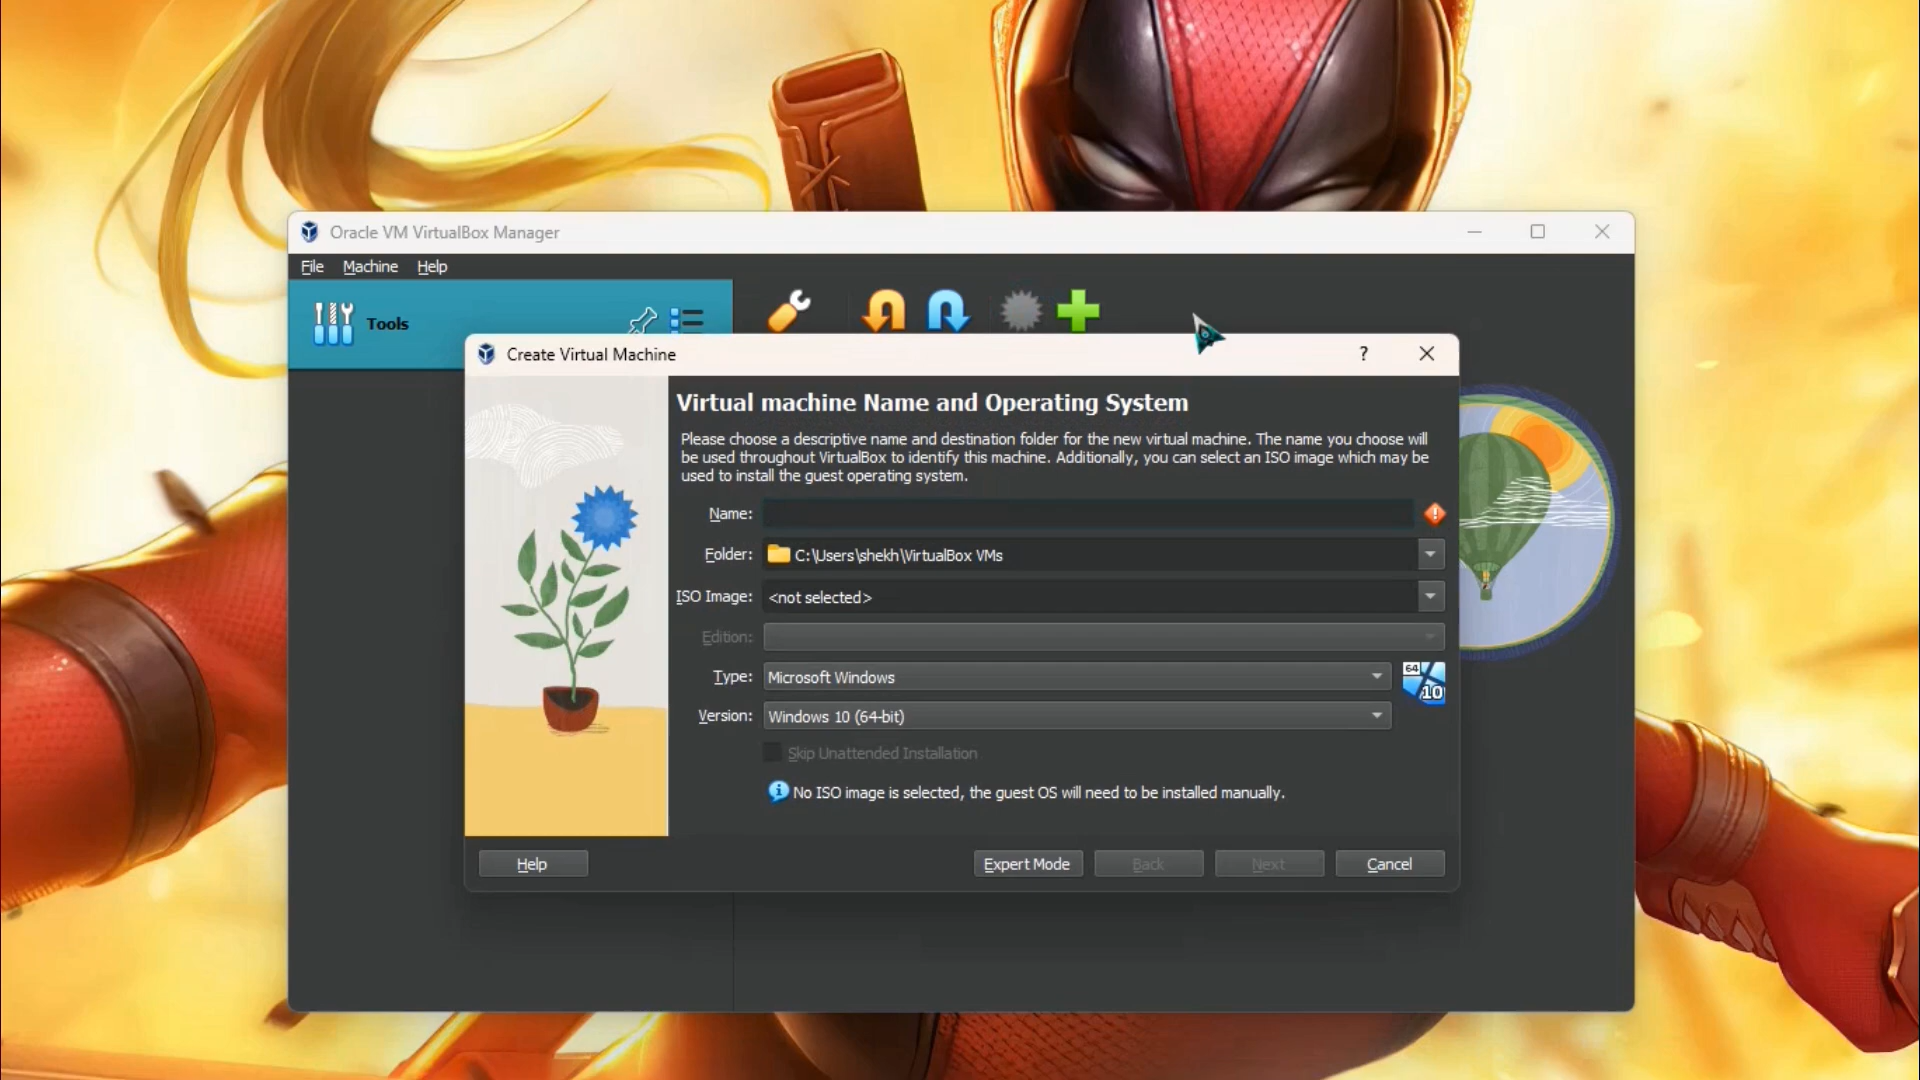 Oracle VM VirtualBox Manager
File Machine Help
Tools
Create Virtual Machine
?
Virtual machine Name and Operating System
Please choose a descriptive name and destination folder for the new virtual machine. The name you choose will
be used throughout VirtualBox to identify this machine. Additionally, you can select an ISO image which may be
used to install the guest operating system.
Name:
Folder: C:\Users\shekh\VirtualBox VMs
ISO Image: <not selected>
Edition:
Type: Microsoft Windows
64
10
Version: Windows 10 (64-bit)
Skip Unattended Installation
No ISO image is selected, the guest OS will need to be installed manually.
Help Expert Mode Back Next Cancel